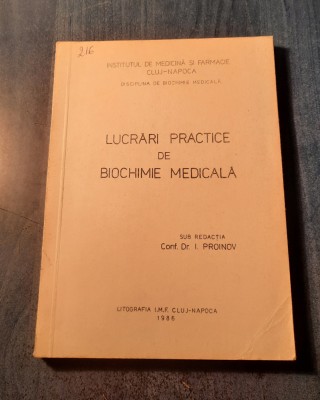 216
INSTITUTUL DE MEDICINĂ ȘI FARMACIE
CLUJ-NAPOCA
DISCIPLINA DE BIOCHIMIE MEDICALĂ
LUCRĂRI PRACTICE
DE
BIOCHIMIE MEDICALĂ
SUB REDACȚIA
Conf. Dr. I. PROINOV
LITOGRAFIA I.M.F. CLUJ-NAPOCA
1986